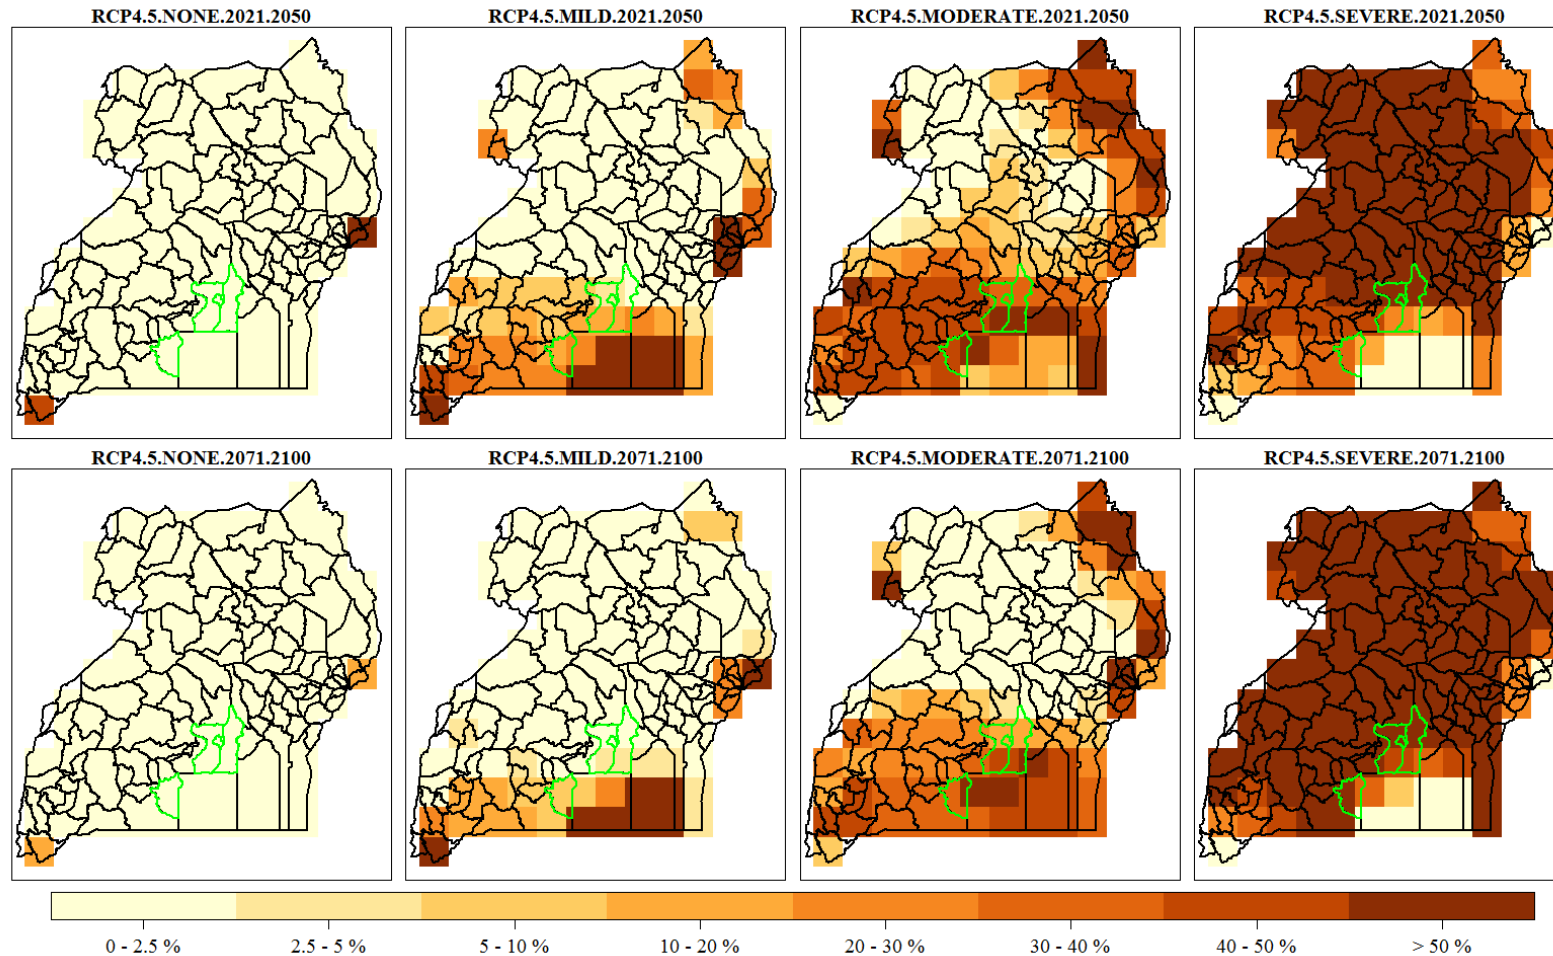 RCP4.5.NONE.2021.2050 RCP4.5.MILD.2021.2050 RCP4.5.MODERATE.2021.2050 RCP4.5.SEVERE.2021.2050
RCP4.5.NONE.2071.2100 RCP4.5.MILD.2071.2100 RCP4.5.MODERATE.2071.2100 RCP4.5.SEVERE.2071.2100
0 - 2.5 % 2.5 - 5 % 5 - 10 % 10 - 20 % 20 - 30 % 30 - 40 % 40 - 50 % > 50 %